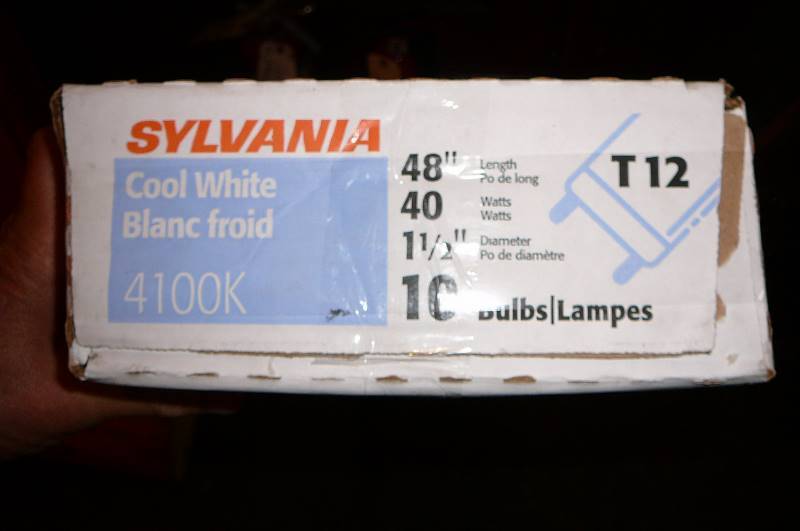 SYLVANIA
Cool White
Blanc froid
4100K
48" Length
Po de long
40 Watts
Watts
1½" Diameter
Po de diamètre
10 Bulbs|Lampes
T12